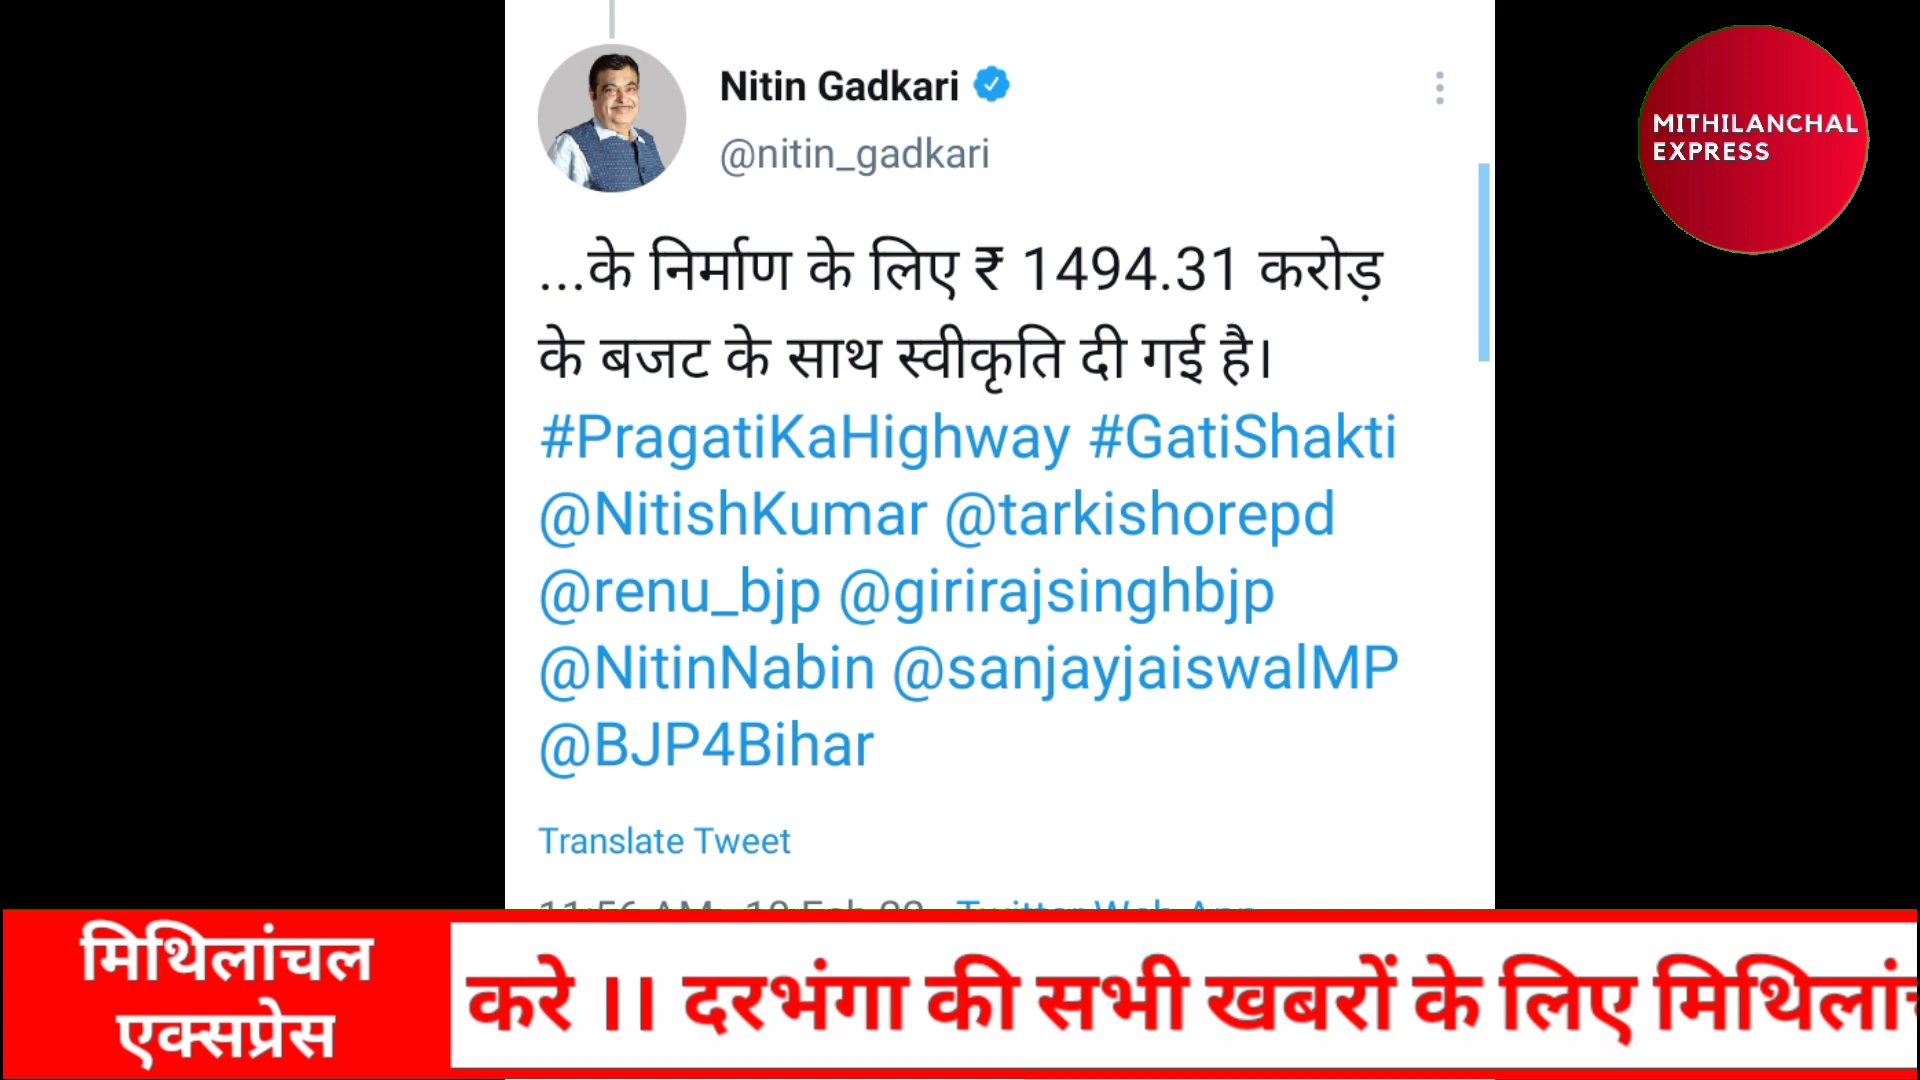 Nitin Gadkari
@nitin_gadkari
MITHILANCHAL
EXPRESS
...के निर्माण के लिए ₹ 1494.31 करोड़
के बजट के साथ स्वीकृति दी गई है।
#PragatiKaHighway #GatiShakti
@NitishKumar @tarkishorepd
@renu_bjp @girirajsinghbjp
@NitinNabin @sanjayjaiswalMP
@BJP4Bihar
Translate Tweet
मिथिलांचल
एक्सप्रेस
करे ।। दरभंगा की सभी खबरों के लिए